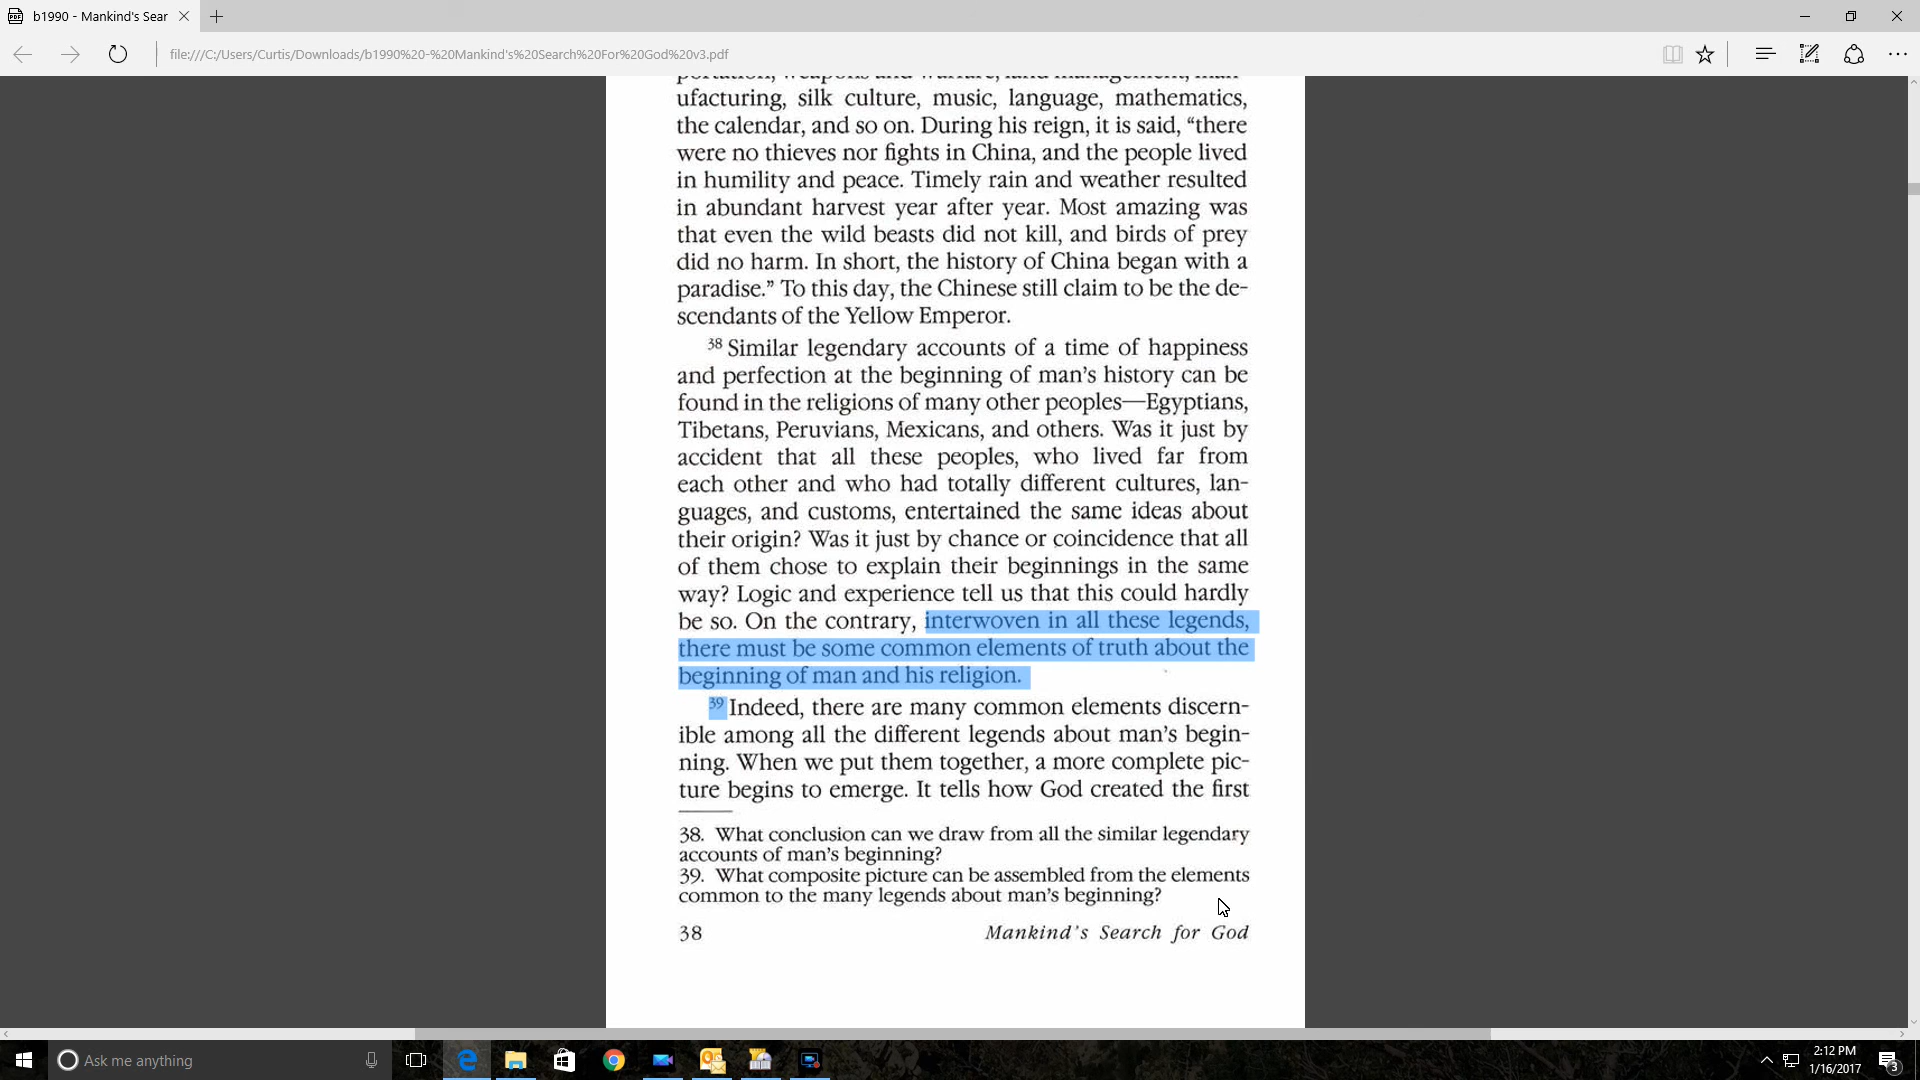 b1990 - Mankind's Sear
file:///C:/Users/Curtis/Downloads/b1990%20-%20Mankind's%20Search%20For%20God%20v3.pdf
portation, weapons and warfare, land management, man-
ufacturing, silk culture, music, language, mathematics,
the calendar, and so on. During his reign, it is said, “there
were no thieves nor fights in China, and the people lived
in humility and peace. Timely rain and weather resulted
in abundant harvest year after year. Most amazing was
that even the wild beasts did not kill, and birds of prey
did no harm. In short, the history of China began with a
paradise.” To this day, the Chinese still claim to be the de-
scendants of the Yellow Emperor.
38 Similar legendary accounts of a time of happiness
and perfection at the beginning of man’s history can be
found in the religions of many other peoples—Egyptians,
Tibetans, Peruvians, Mexicans, and others. Was it just by
accident that all these peoples, who lived far from
each other and who had totally different cultures, lan-
guages, and customs, entertained the same ideas about
their origin? Was it just by chance or coincidence that all
of them chose to explain their beginnings in the same
way? Logic and experience tell us that this could hardly
be so. On the contrary, interwoven in all these legends,
there must be some common elements of truth about the
beginning of man and his religion.
39 Indeed, there are many common elements discern-
ible among all the different legends about man’s begin-
ning. When we put them together, a more complete pic-
ture begins to emerge. It tells how God created the first
38. What conclusion can we draw from all the similar legendary
accounts of man’s beginning?
39. What composite picture can be assembled from the elements
common to the many legends about man’s beginning?
38 Mankind’s Search for God
Ask me anything
2:12 PM
1/16/2017
3